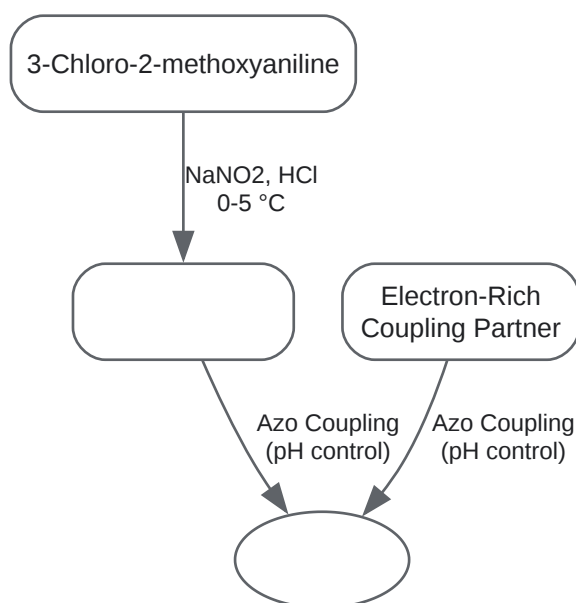 3-Chloro-2-methoxyaniline
NaNO2, HCl
0-5 °C
Electron-Rich
Coupling Partner
Azo Coupling
(pH control)
Azo Coupling
(pH control)